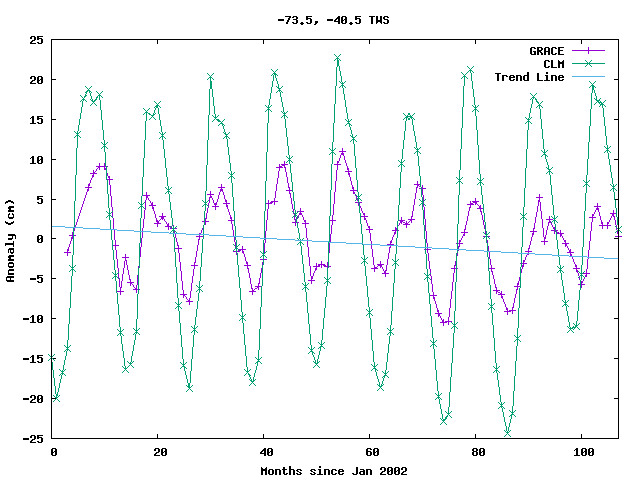 -73.5, -40.5 TWS
GRACE
CLM
Trend Line
25
20
15
10
5
0
-5
-10
-15
-20
-25
Anomaly (cm)
0 20 40 60 80 100
Months since Jan 2002